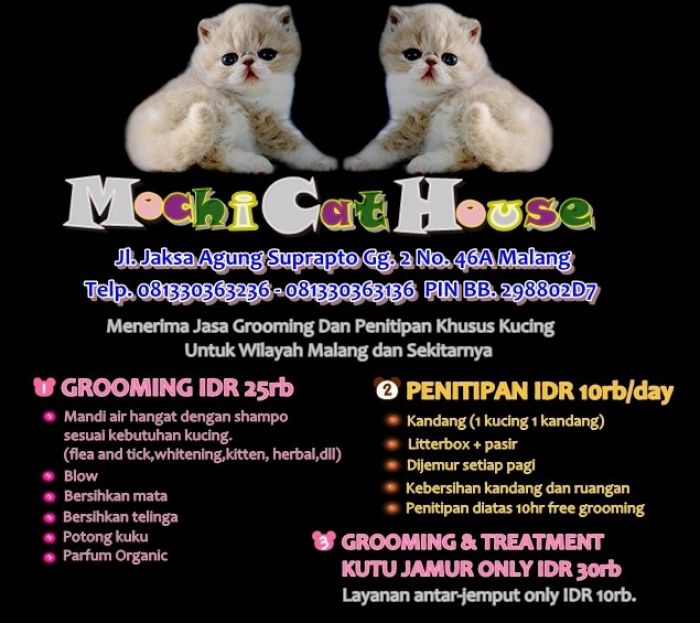 Mochi Cat House
Jl. Jaksa Agung Suprapto Gg. 2 No. 46A Malang
Telp. 081330363236 - 081330363136 PIN BB. 298802D7
Menerima Jasa Grooming Dan Penitipan Khusus Kucing
Untuk Wilayah Malang dan Sekitarnya
1 GROOMING IDR 25rb
Mandi air hangat dengan shampo
sesuai kebutuhan kucing.
(flea and tick,whitening,kitten, herbal,dll)
Blow
Bersihkan mata
Bersihkan telinga
Potong kuku
Parfum Organic
2 PENITIPAN IDR 10rb/day
Kandang (1 kucing 1 kandang)
Litterbox + pasir
Dijemur setiap pagi
Kebersihan kandang dan ruangan
Penitipan diatas 10hr free grooming
3 GROOMING & TREATMENT
KUTU JAMUR ONLY IDR 30rb
Layanan antar-jemput only IDR 10rb.